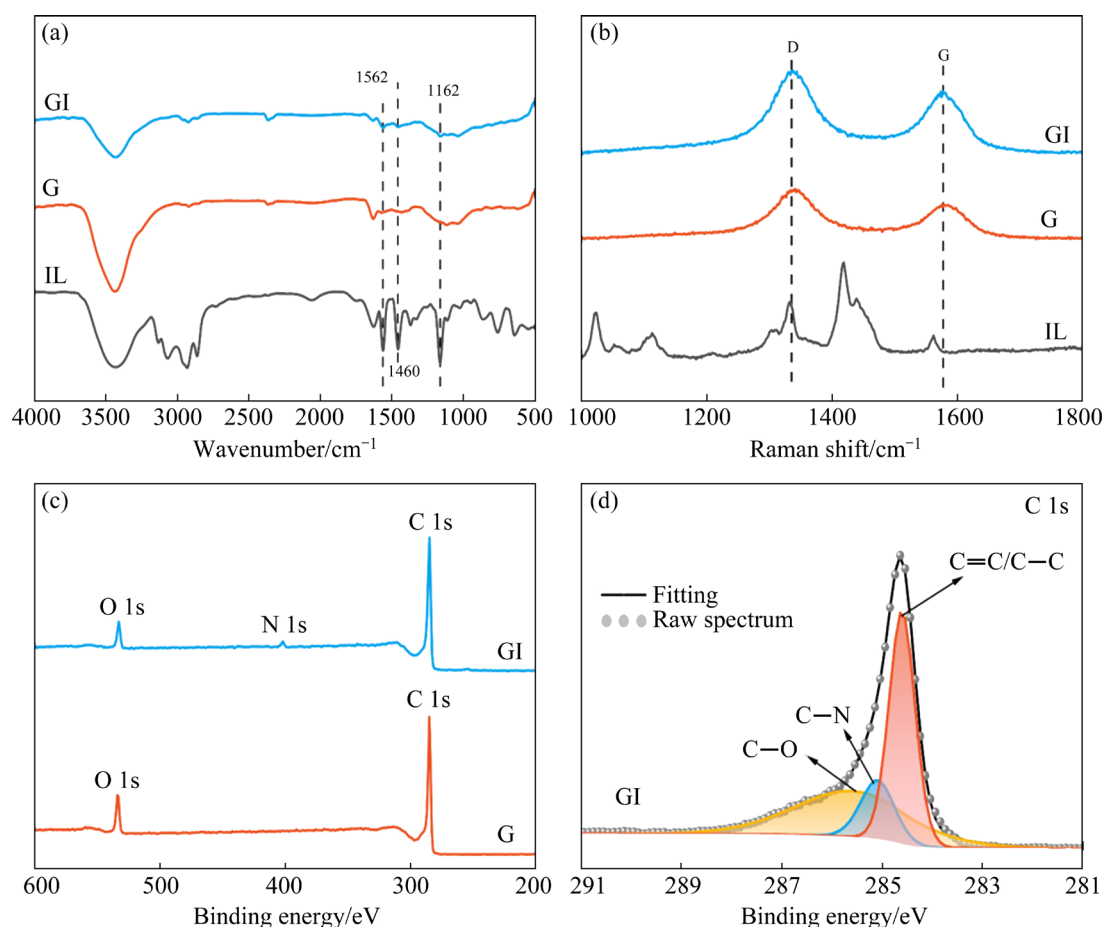 (a)
1562
1162
GI
G
IL
1460
4000 3500 3000 2500 2000 1500 1000 500
Wavenumber/cm⁻¹
(b)
D
G
GI
G
IL
1000 1200 1400 1600 1800
Raman shift/cm⁻¹
(c)
C 1s
O 1s
N 1s
GI
C 1s
O 1s
G
600 500 400 300 200
Binding energy/eV
(d)
C 1s
C=C/C−C
Fitting
Raw spectrum
C−N
C−O
GI
291 289 287 285 283 281
Binding energy/eV